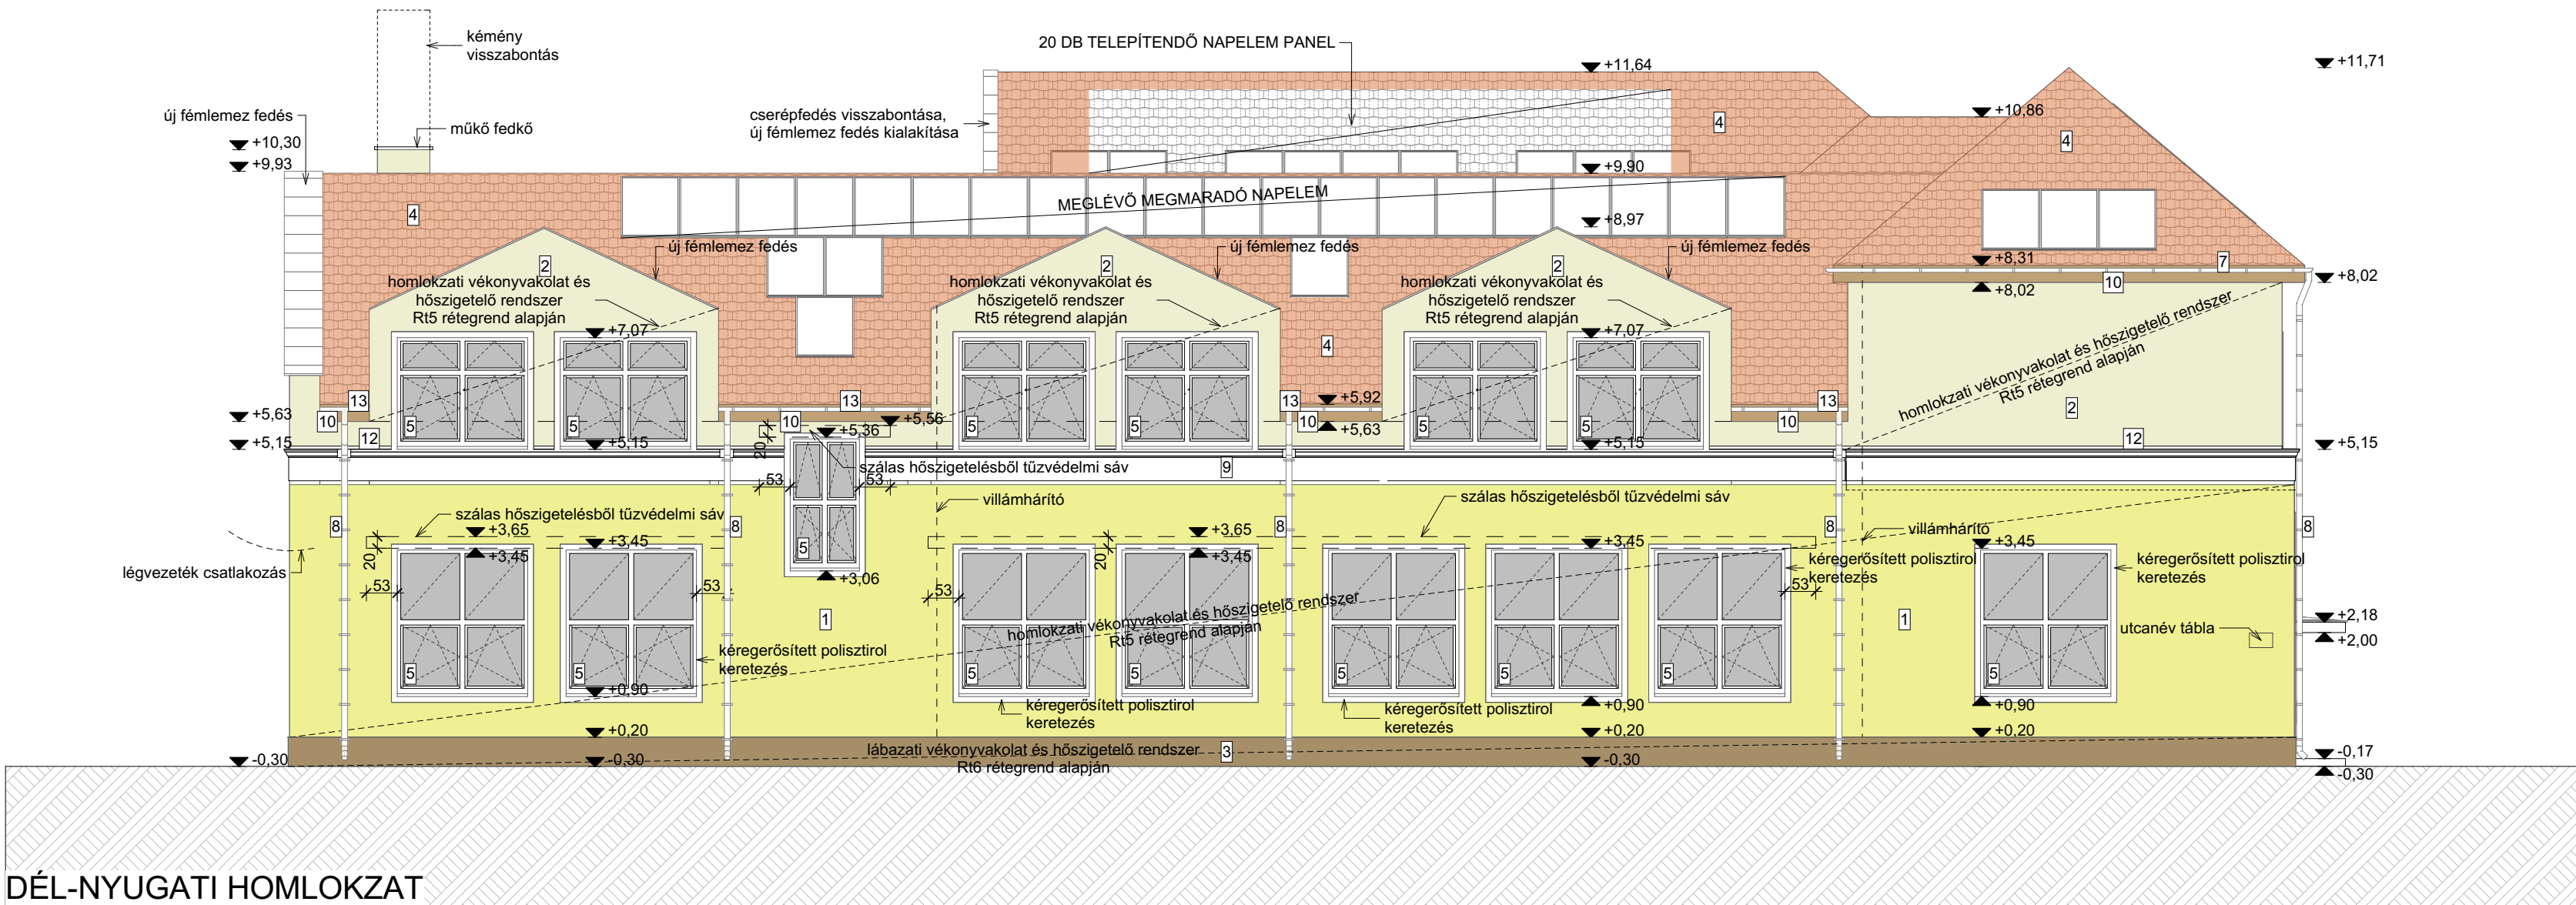 kémény
visszabontás
20 DB TELEPÍTENDŐ NAPELEM PANEL
+11,64
+11,71
új fémlemez fedés
műkő fedkő
cserépfedés visszabontása,
új fémlemez fedés kialakítása
4
+10,86
4
+10,30
+9,93
+9,90
MEGLÉVŐ MEGMARADÓ NAPELEM
4
+8,97
új fémlemez fedés
új fémlemez fedés
új fémlemez fedés
2
2
2
+8,31
7
homlokzati vékonyvakolat és
hőszigetelő rendszer
Rt5 rétegrend alapján
homlokzati vékonyvakolat és
hőszigetelő rendszer
Rt5 rétegrend alapján
homlokzati vékonyvakolat és
hőszigetelő rendszer
Rt5 rétegrend alapján
+8,02
10
+8,02
+7,07
+7,07
4
homlokzati vékonyvakolat és hőszigetelő rendszer
Rt5 rétegrend alapján
2
13
13
13
+5,92
13
+5,63
10
5
5
10
+5,56
5
5
10
+5,63
5
5
10
+5,15
12
+5,15
20
+5,36
+5,15
12
+5,15
szálas hőszigetelésből tűzvédelmi sáv
9
53
53
villámhárító
szálas hőszigetelésből tűzvédelmi sáv
8
szálas hőszigetelésből tűzvédelmi sáv
+3,65
8
+3,65
8
8
villámhárító
8
légvezeték csatlakozás
20
+3,45
+3,45
5
20
+3,45
+3,45
kéregerősített polisztirol
keretezés
+3,45
kéregerősített polisztirol
keretezés
53
53
+3,06
53
53
1
homlokzati vékonyvakolat és hőszigetelő rendszer
Rt5 rétegrend alapján
1
+2,18
utcanév tábla
+2,00
kéregerősített polisztirol
keretezés
5
5
5
5
5
5
5
5
+0,90
kéregerősített polisztirol
keretezés
kéregerősített polisztirol
keretezés
+0,90
+0,90
+0,20
+0,20
+0,20
-0,30
-0,30
lábazati vékonyvakolat és hőszigetelő rendszer
Rt6 rétegrend alapján
3
-0,30
-0,17
-0,30
DÉL-NYUGATI HOMLOKZAT